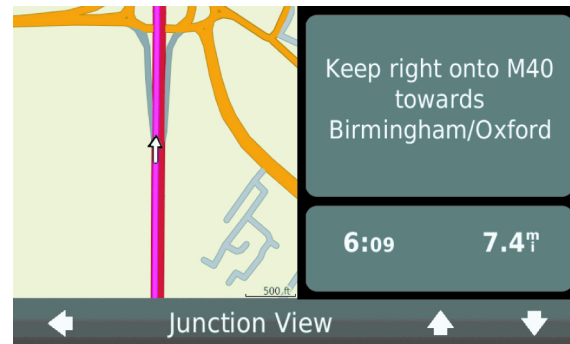 Keep right onto M40
towards
Birmingham/Oxford
6:09 7.4mi
500 ft
Junction View